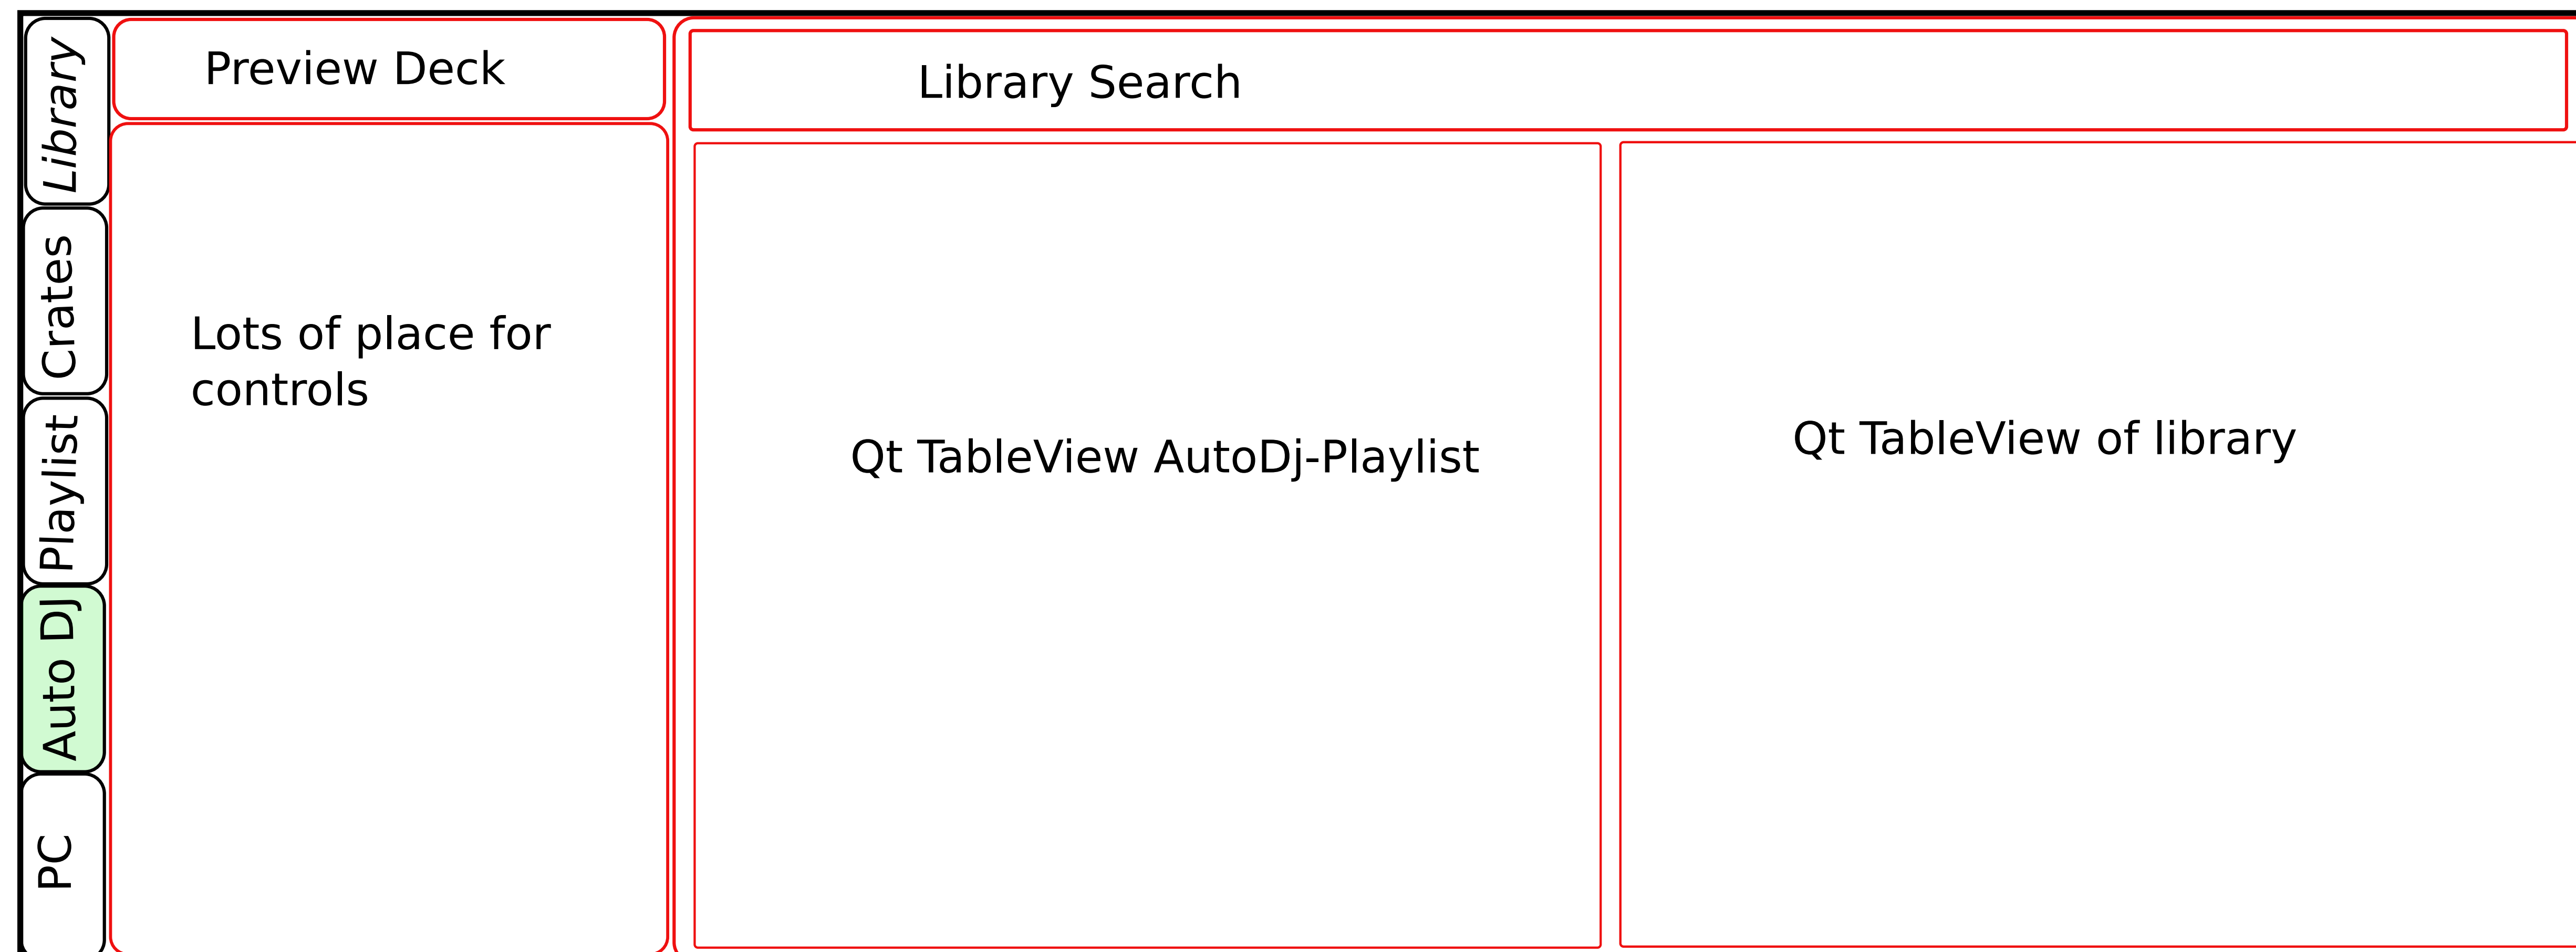 Library
Crates
Playlist
Auto DJ
PC
Preview Deck
Lots of place for
controls
Library Search
Qt TableView AutoDj-Playlist
Qt TableView of library